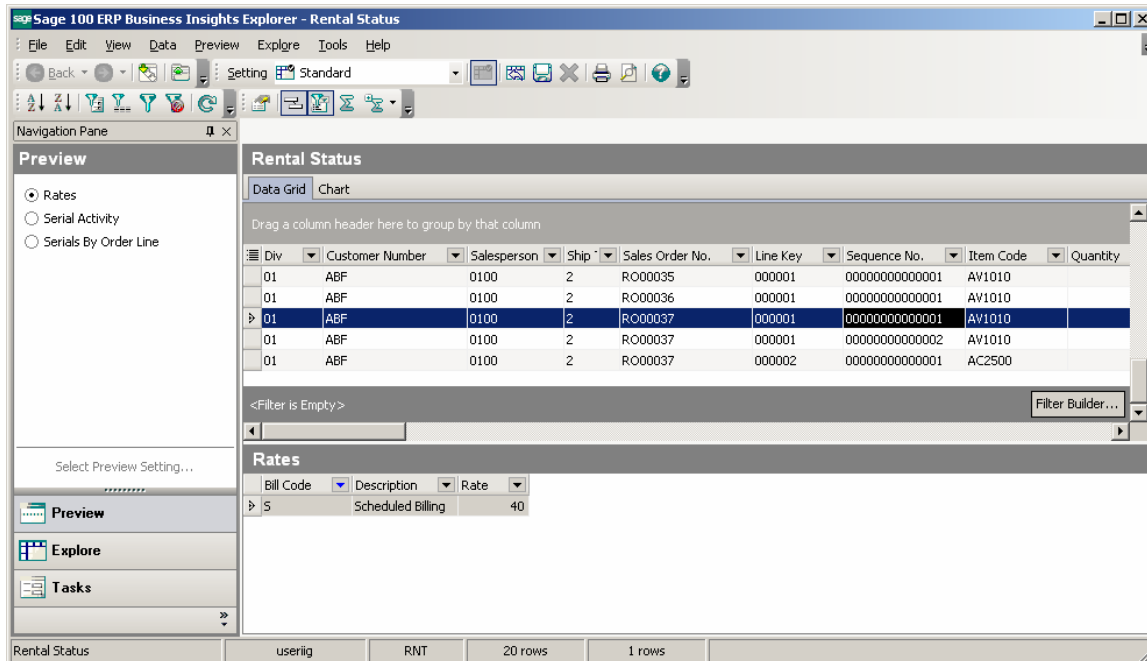 sage Sage 100 ERP Business Insights Explorer - Rental Status
File Edit View Data Preview Explore Tools Help
Back Setting Standard
Navigation Pane
Preview
Rates
Serial Activity
Serials By Order Line
Select Preview Setting...
Preview
Explore
Tasks
Rental Status
Data Grid Chart
Drag a column header here to group by that column
Div Customer Number Salesperson Ship Sales Order No. Line Key Sequence No. Item Code Quantity
01 ABF 0100 2 RO00035 000001 00000000000001 AV1010
01 ABF 0100 2 RO00036 000001 00000000000001 AV1010
01 ABF 0100 2 RO00037 000001 00000000000001 AV1010
01 ABF 0100 2 RO00037 000001 00000000000002 AV1010
01 ABF 0100 2 RO00037 000002 00000000000001 AC2500
<Filter is Empty> Filter Builder...
Rates
Bill Code Description Rate
S Scheduled Billing 40
Rental Status useriig RNT 20 rows 1 rows